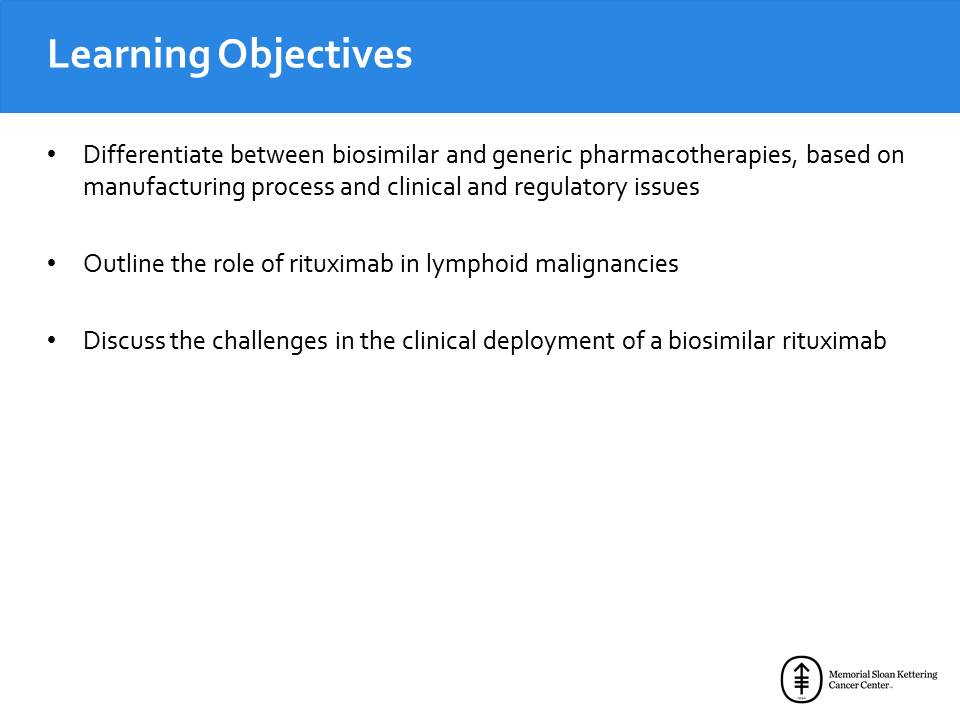 Learning Objectives
• Differentiate between biosimilar and generic pharmacotherapies, based on
manufacturing process and clinical and regulatory issues
• Outline the role of rituximab in lymphoid malignancies
• Discuss the challenges in the clinical deployment of a biosimilar rituximab
Memorial Sloan Kettering
Cancer Center